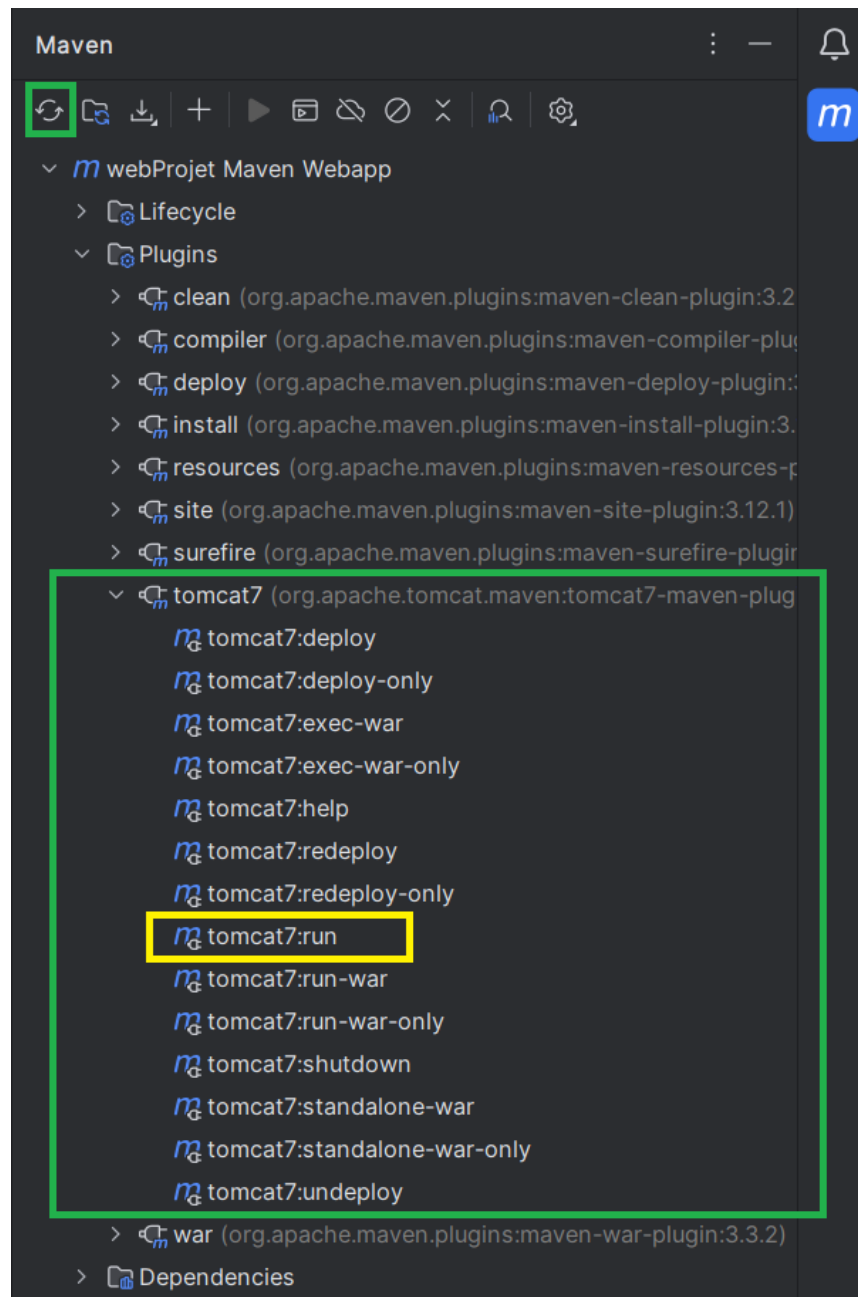 Maven
m
m webProjet Maven Webapp
Lifecycle
Plugins
clean (org.apache.maven.plugins:maven-clean-plugin:3.2
compiler (org.apache.maven.plugins:maven-compiler-plug
deploy (org.apache.maven.plugins:maven-deploy-plugin:3
install (org.apache.maven.plugins:maven-install-plugin:3.
resources (org.apache.maven.plugins:maven-resources-p
site (org.apache.maven.plugins:maven-site-plugin:3.12.1)
surefire (org.apache.maven.plugins:maven-surefire-plugin
tomcat7 (org.apache.tomcat.maven:tomcat7-maven-plug
tomcat7:deploy
tomcat7:deploy-only
tomcat7:exec-war
tomcat7:exec-war-only
tomcat7:help
tomcat7:redeploy
tomcat7:redeploy-only
tomcat7:run
tomcat7:run-war
tomcat7:run-war-only
tomcat7:shutdown
tomcat7:standalone-war
tomcat7:standalone-war-only
tomcat7:undeploy
war (org.apache.maven.plugins:maven-war-plugin:3.3.2)
Dependencies